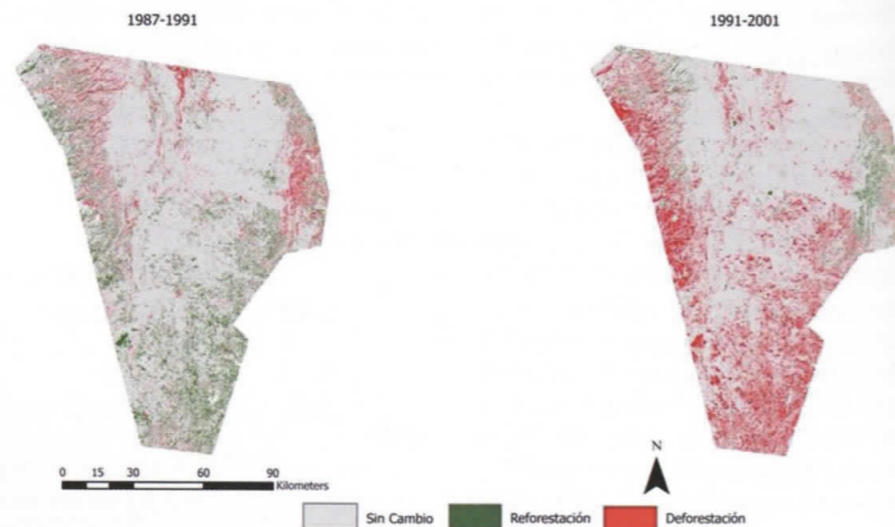 1987-1991
1991-2001
0 15 30 60 90
Kilometers
N
Sin Cambio
Reforestación
Deforestación